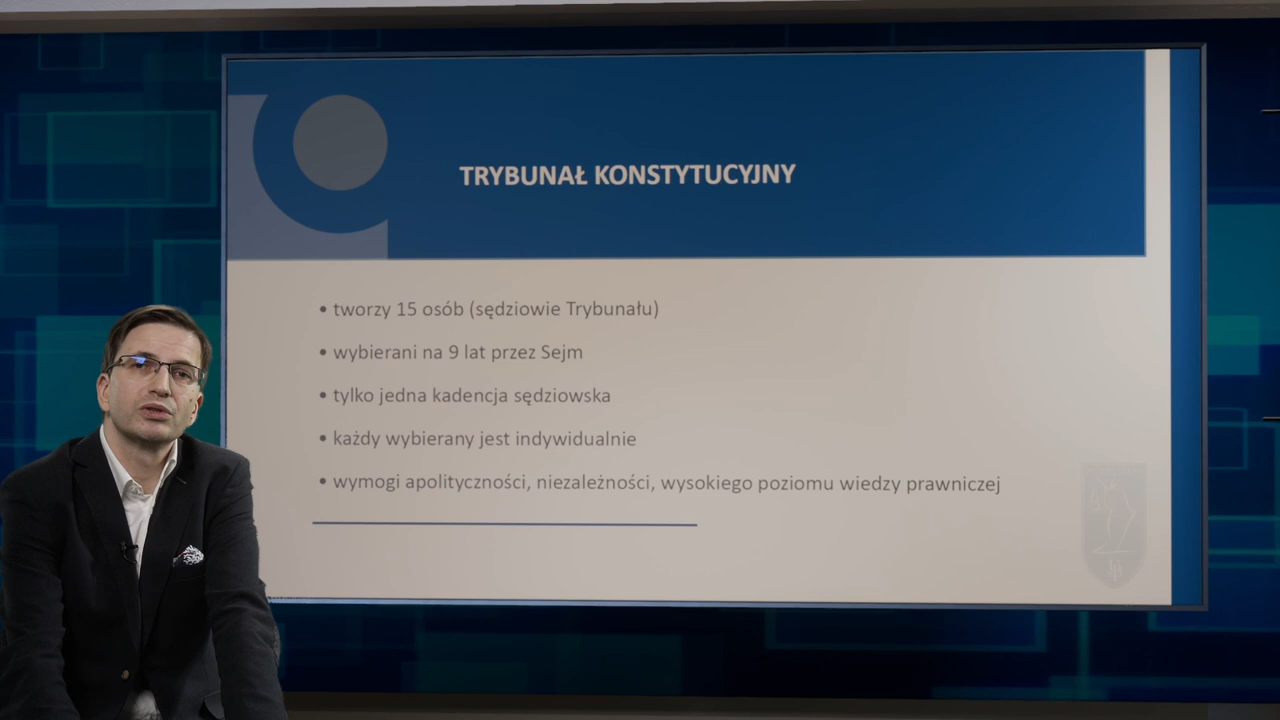 TRYBUNAŁ KONSTYTUCYJNY
• tworzy 15 osób (sędziowie Trybunału)
• wybierani na 9 lat przez Sejm
• tylko jedna kadencja sędziowska
• każdy wybierany jest indywidualnie
• wymogi apolityczności, niezależności, wysokiego poziomu wiedzy prawniczej